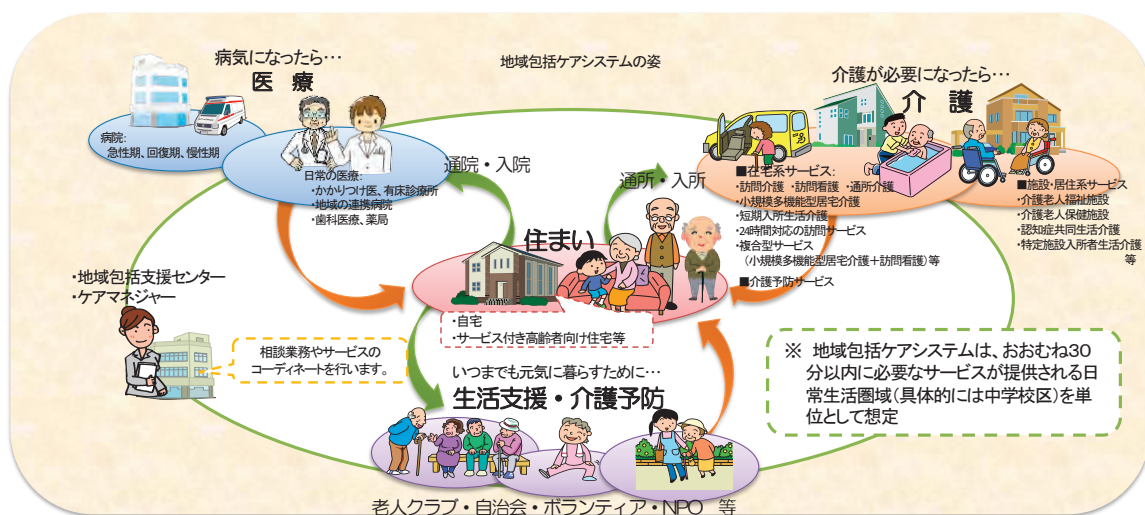 地域包括ケアシステムの姿
病気になったら…
医 療
病院:
急性期、回復期、慢性期
日常の医療:
・かかりつけ医、有床診療所
・地域の連携病院
・歯科医療、薬局
通院・入院
通所・入所
介護が必要になったら…
介 護
■在宅系サービス:
・訪問介護 ・訪問看護 ・通所介護
・小規模多機能型居宅介護
・短期入所生活介護
・24時間対応の訪問サービス
・複合型サービス
（小規模多機能型居宅介護＋訪問看護）等
■介護予防サービス
■施設・居住系サービス
・介護老人福祉施設
・介護老人保健施設
・認知症共同生活介護
・特定施設入所者生活介護
等
住まい
・自宅
・サービス付き高齢者向け住宅等
・地域包括支援センター
・ケアマネジャー
相談業務やサービスの
コーディネートを行います。
いつまでも元気に暮らすために…
生活支援・介護予防
老人クラブ・自治会・ボランティア・NPO 等
※ 地域包括ケアシステムは、おおむね30
分以内に必要なサービスが提供される日
常生活圏域（具体的には中学校区）を単
位として想定